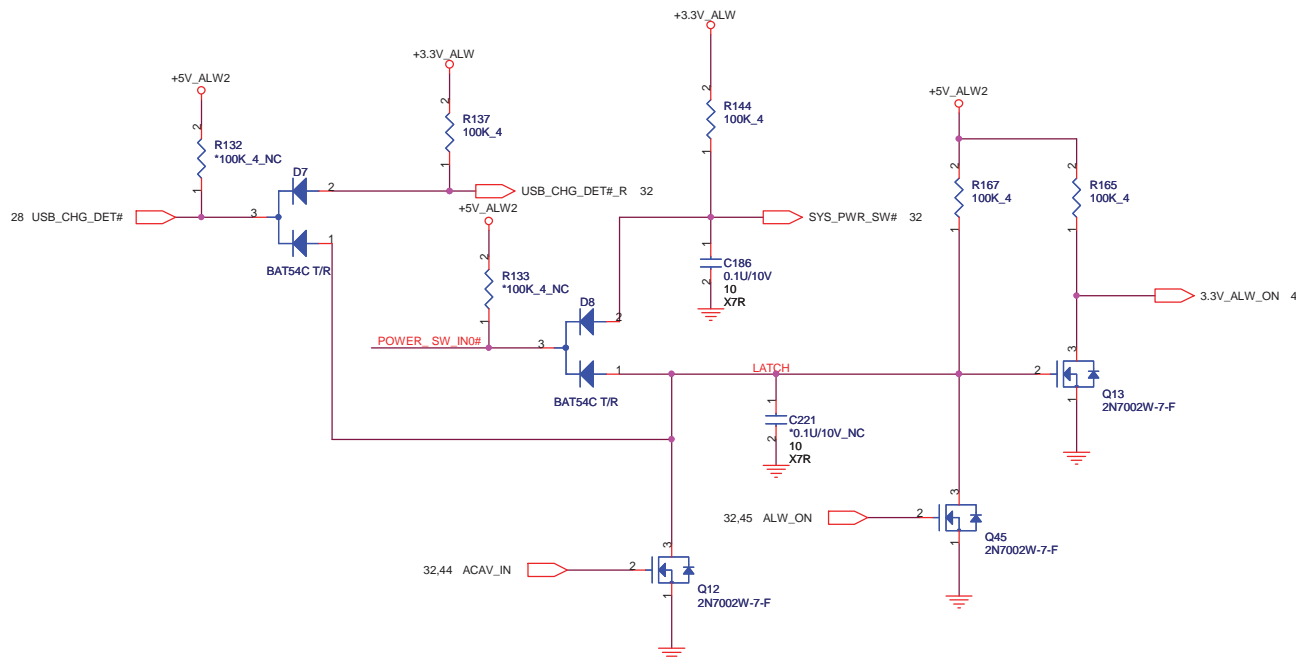 +3.3V_ALW
+3.3V_ALW
+5V_ALW2
2
R144
100K_4
1
2
R137
100K_4
1
+5V_ALW2
2
R132
*100K_4_NC
1
D7
2
USB_CHG_DET#_R 32
2
R167
100K_4
1
2
R165
100K_4
1
28 USB_CHG_DET#
3
+5V_ALW2
SYS_PWR_SW# 32
1
BAT54C T/R
2
R133
*100K_4_NC
1
1
C186
0.1U/10V
2
10
X7R
3.3V_ALW_ON 4
D8
2
POWER_ SW_IN0#
3
1
BAT54C T/R
LATCH
3
2
1
Q13
2N7002W-7-F
1
C221
*0.1U/10V_NC
2
10
X7R
32,45 ALW_ON
3
2
1
Q45
2N7002W-7-F
32,44 ACAV_IN
3
2
1
Q12
2N7002W-7-F